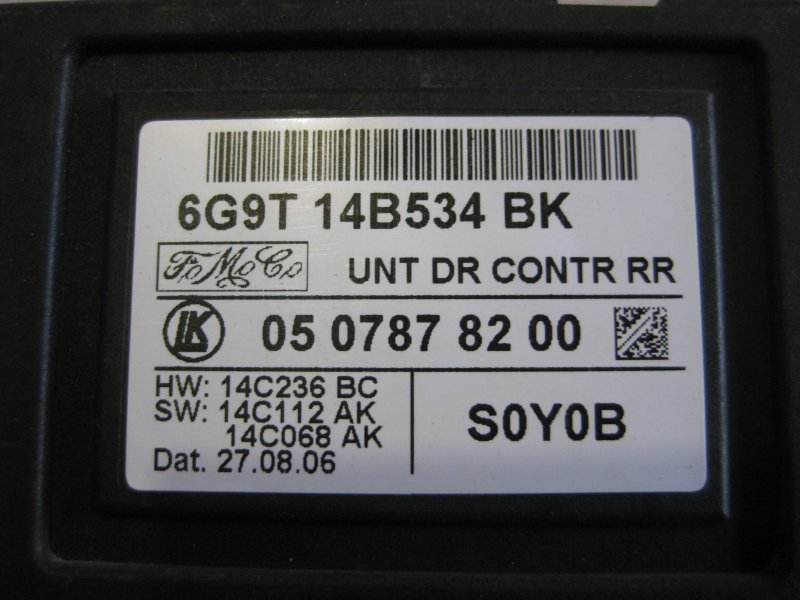 6G9T 14B534 BK
FoMoCo UNT DR CONTR RR
LK 05 0787 82 00
HW: 14C236 BC
SW: 14C112 AK
14C068 AK
Dat. 27.08.06
S0Y0B